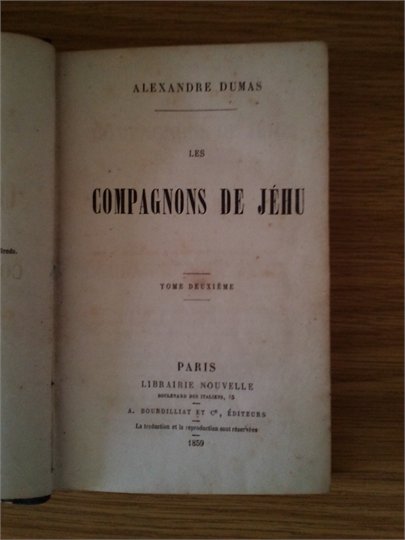 ALEXANDRE DUMAS
LES
COMPAGNONS DE JÉHU
TOME DEUXIÈME
PARIS
LIBRAIRIE NOUVELLE
BOULEVARD DES ITALIENS, 15
A. BOURDILLIAT ET Cᵉ, ÉDITEURS
La traduction et la reproduction sont réservées
1859